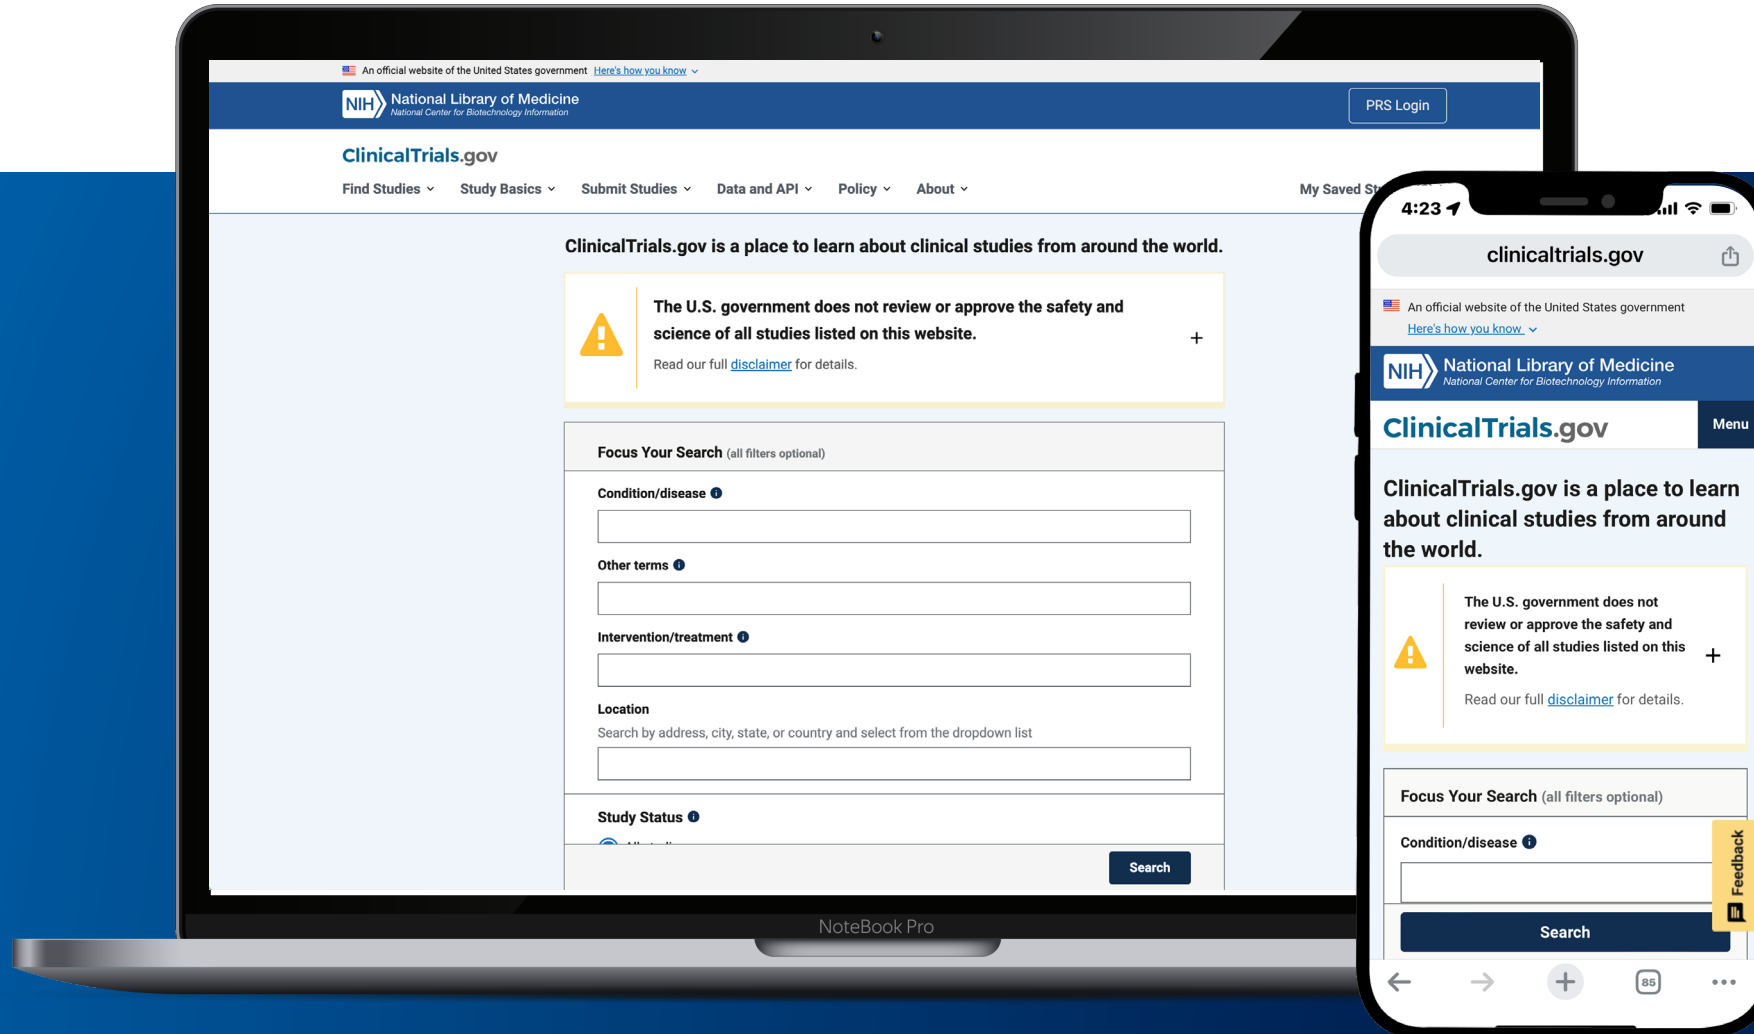 An official website of the United States government Here's how you know
NIH National Library of Medicine
National Center for Biotechnology Information
PRS Login
ClinicalTrials.gov
Find Studies Study Basics Submit Studies Data and API Policy About My Saved
ClinicalTrials.gov is a place to learn about clinical studies from around the world.
The U.S. government does not review or approve the safety and
science of all studies listed on this website.
+
Read our full disclaimer for details.
Focus Your Search (all filters optional)
Condition/disease
Other terms
Intervention/treatment
Location
Search by address, city, state, or country and select from the dropdown list
Study Status
Search
NoteBook Pro
4:23
clinicaltrials.gov
An official website of the United States government
Here's how you know
NIH National Library of Medicine
National Center for Biotechnology Information
ClinicalTrials.gov
Menu
ClinicalTrials.gov is a place to learn
about clinical studies from around
the world.
The U.S. government does not
review or approve the safety and
science of all studies listed on this
website.
+
Read our full disclaimer for details.
Focus Your Search (all filters optional)
Condition/disease
Feedback
Search
85